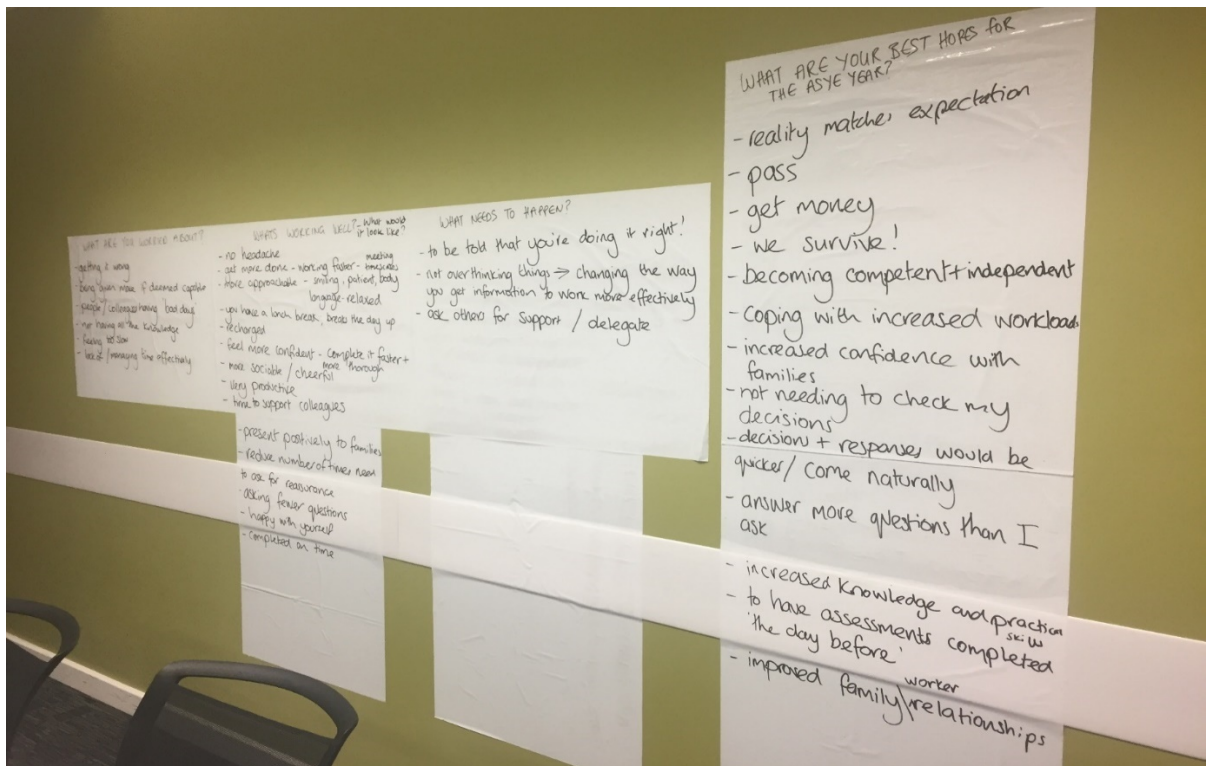 WHAT ARE YOU WORRIED ABOUT?
- getting it wrong
- being given more if deemed capable
- people/colleagues having 'bad days'
- not having all the knowledge
- feeling too slow
- lack of/managing time effectively
WHATS WORKING WELL? - What would
it look like?
- no headache
- get more done - working faster - meeting
timescales
- More approachable - smiling, patient, body
language - relaxed
- you have a lunch break, breaks the day up
- recharged
- feel more confident - Complete it faster +
more thorough
- more sociable / cheerful
- very productive
- time to support colleagues
- present positively to families
- reduce number of times need
to ask for reassurance
- asking fewer questions
- happy with yourself
- completed on time
WHAT NEEDS TO HAPPEN?
- to be told that you're doing it right!
- not overthinking things → changing the way
you get information to work more effectively
- ask others for support / delegate
WHAT ARE YOUR BEST HOPES FOR
THE ASYE YEAR?
- reality matches expectation
- pass
- get money
- we survive!
- becoming competent + independent
- coping with increased workloads
- increased confidence with
families
- not needing to check my
decisions
- decisions + responses would be
quicker/ come naturally
- answer more questions than I
ask
- increased knowledge and practice
skills
- to have assessments completed
'the day before'
- improved family\worker
relationships